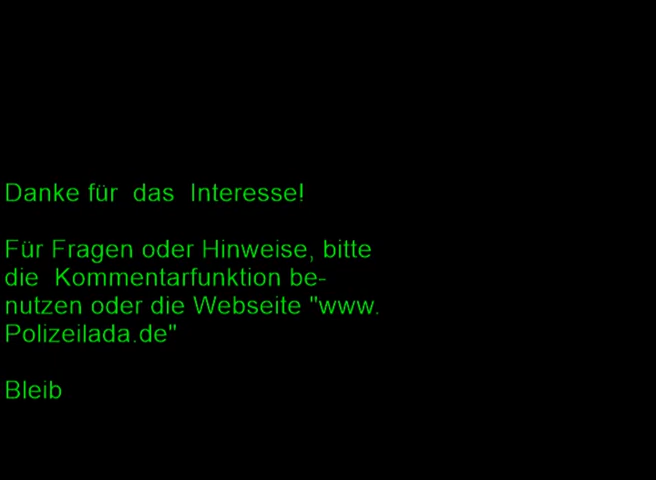 Danke für das Interesse!
Für Fragen oder Hinweise, bitte
die Kommentarfunktion be-
nutzen oder die Webseite "www.
Polizeilada.de"
Bleib